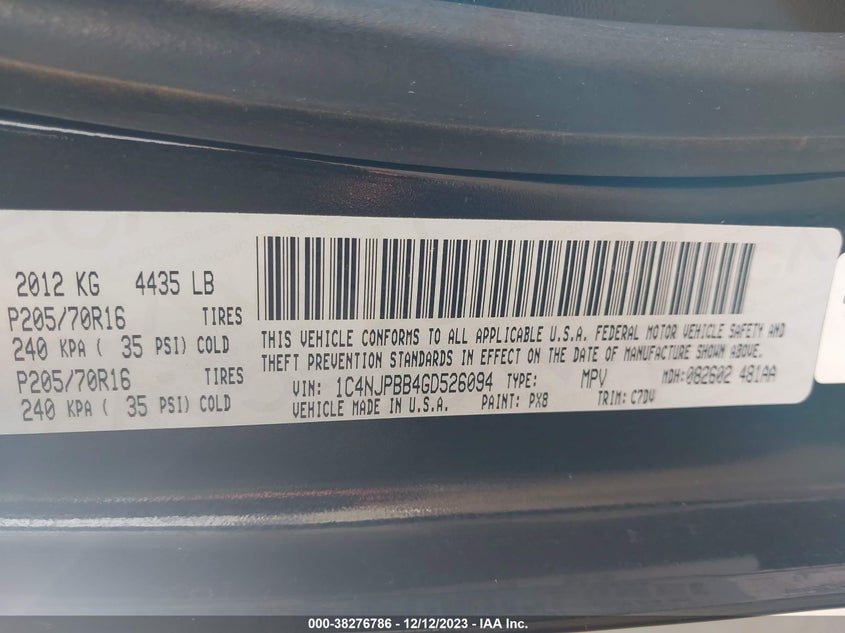 2012 KG 4435 LB
P205/70R16 TIRES
240 KPA ( 35 PSI) COLD
P205/70R16 TIRES
240 KPA ( 35 PSI) COLD
THIS VEHICLE CONFORMS TO ALL APPLICABLE U.S.A. FEDERAL MOTOR VEHICLE SAFETY AND
THEFT PREVENTION STANDARDS IN EFFECT ON THE DATE OF MANUFACTURE SHOWN ABOVE.
VIN: 1C4NJPBB4GD526094 TYPE: MPV MDH:082602 481AA
VEHICLE MADE IN U.S.A. PAINT: PX8 TRIM: C7DV
000-38276786 - 12/12/2023 - IAA Inc.